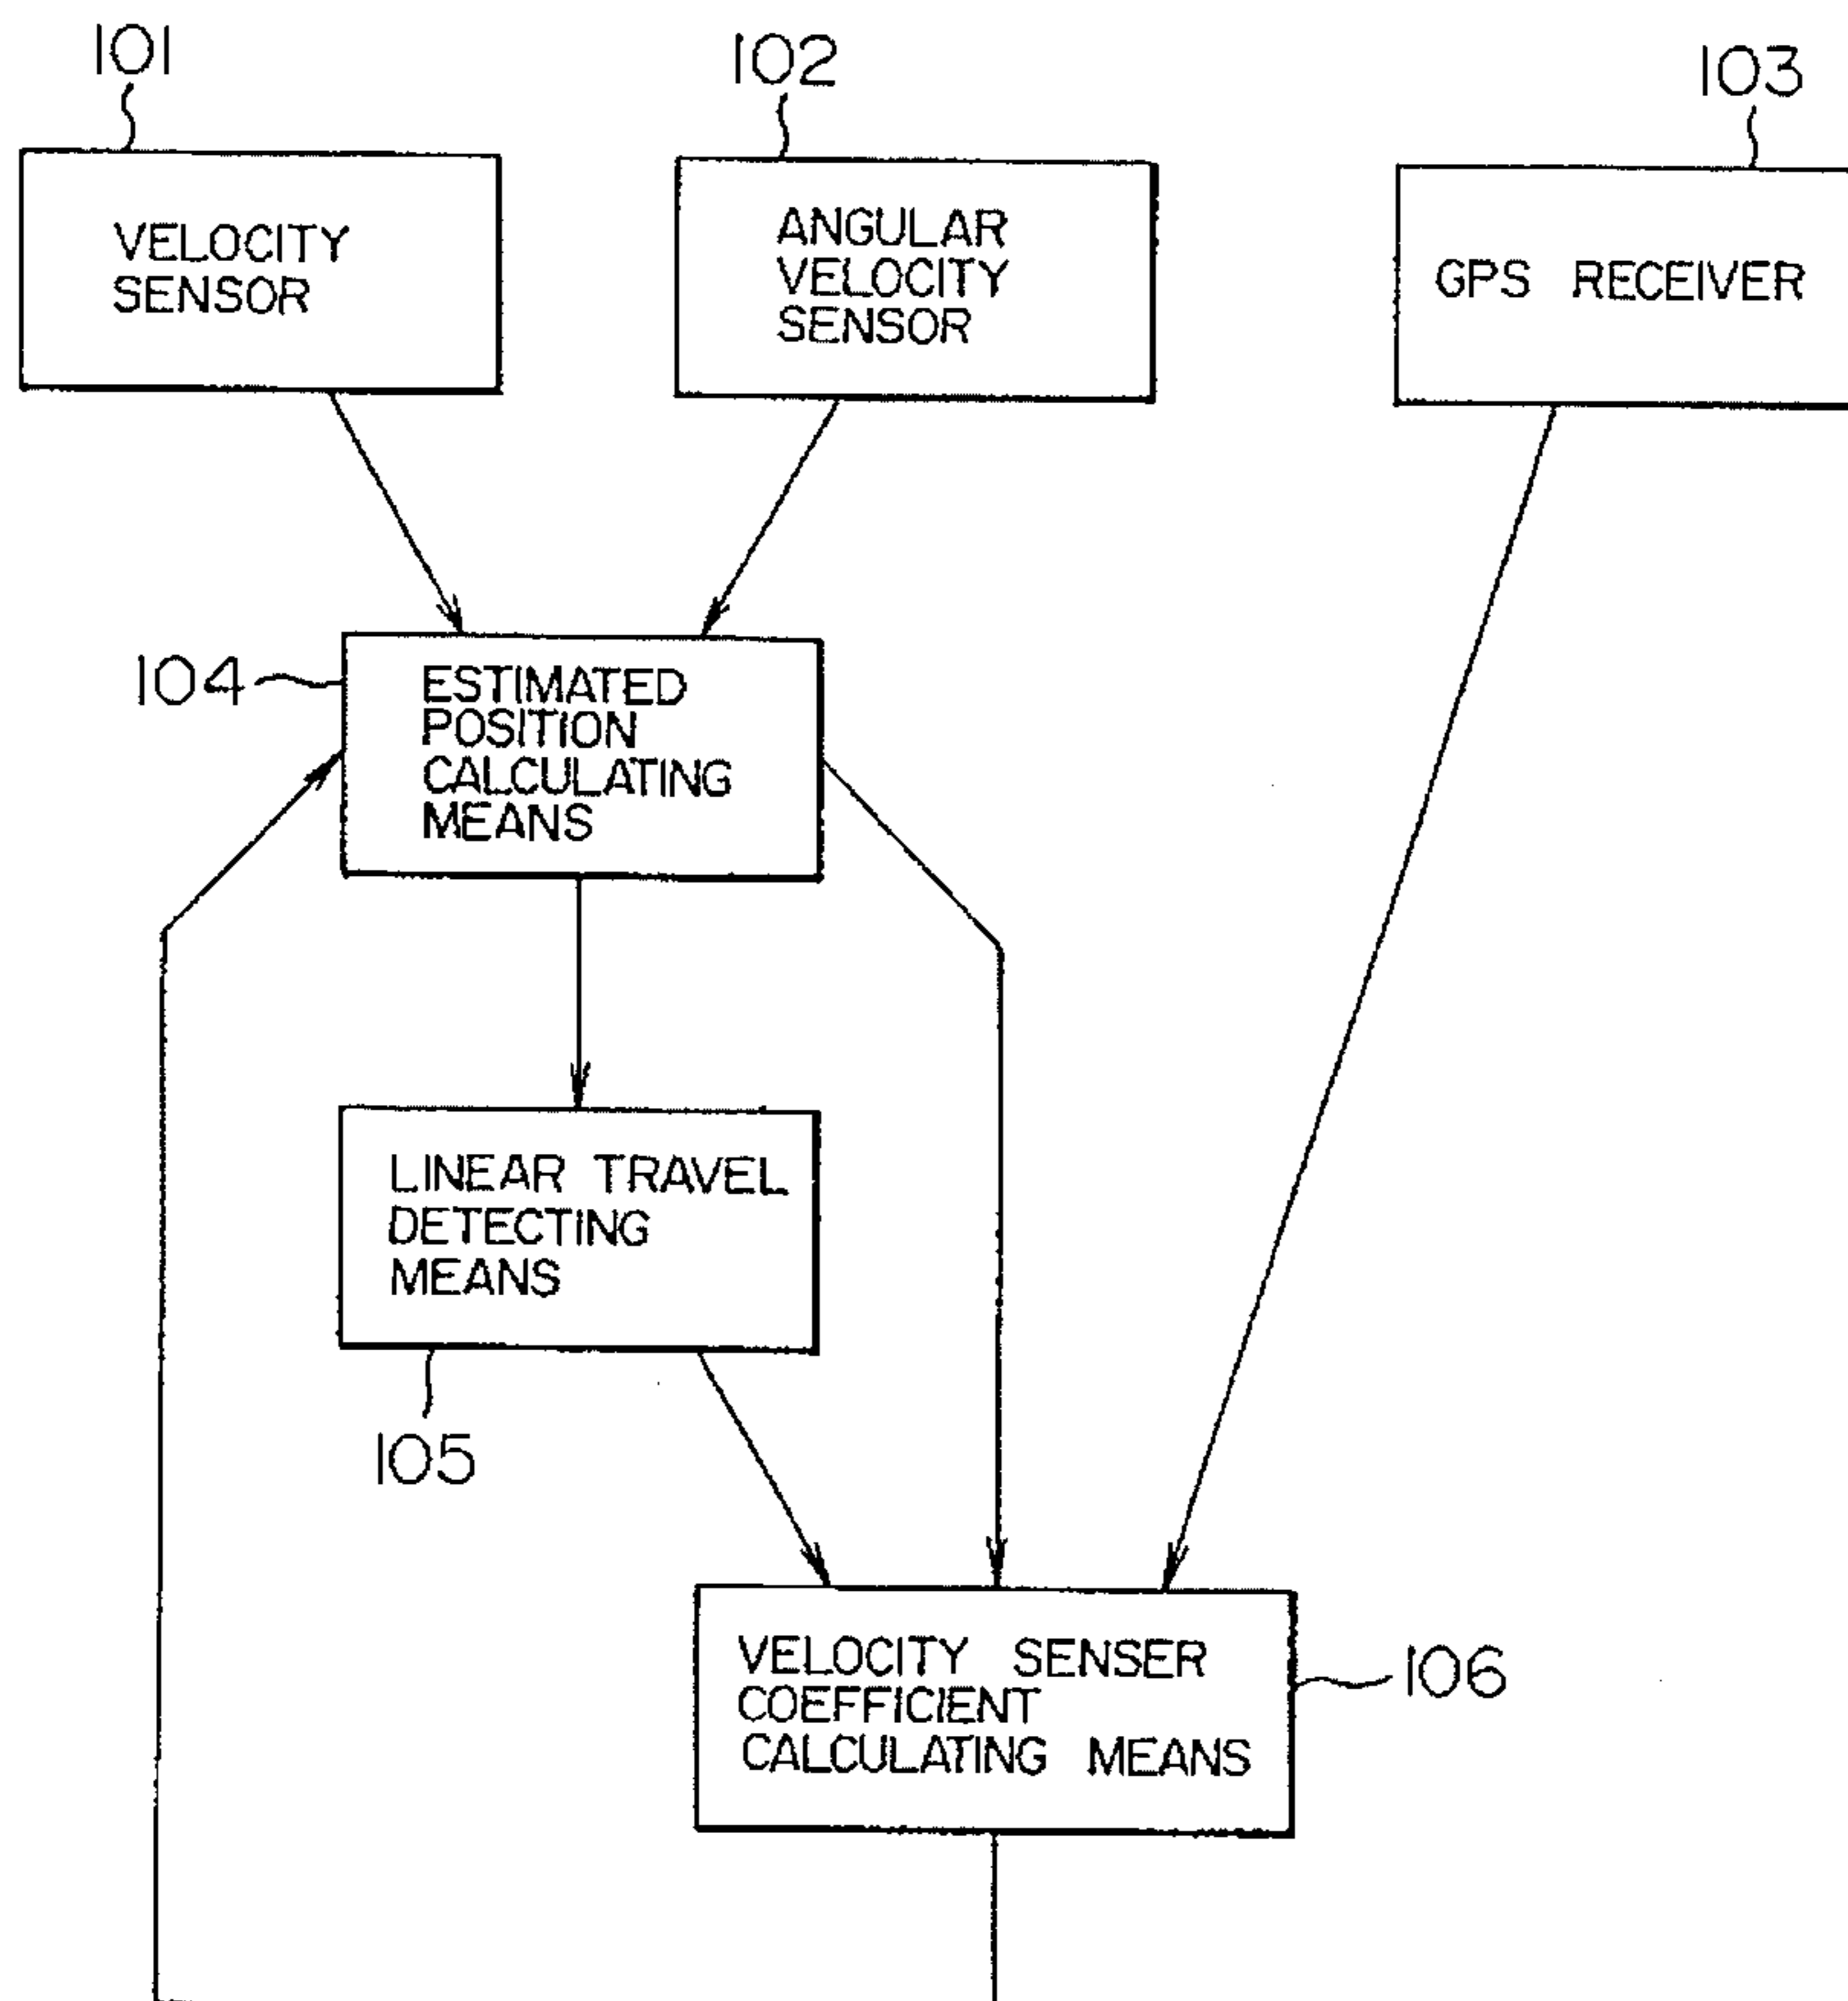 101
102
103
VELOCITY
SENSOR
ANGULAR
VELOCITY
SENSOR
GPS RECEIVER
104
ESTIMATED
POSITION
CALCULATING
MEANS
LINEAR TRAVEL
DETECTING
MEANS
105
VELOCITY SENSER
COEFFICIENT
CALCULATING MEANS
106